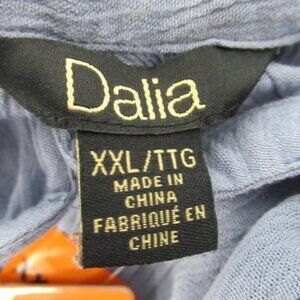 Dalia
XXL/TTG
MADE IN
CHINA
FABRIQUÉ EN
CHINE